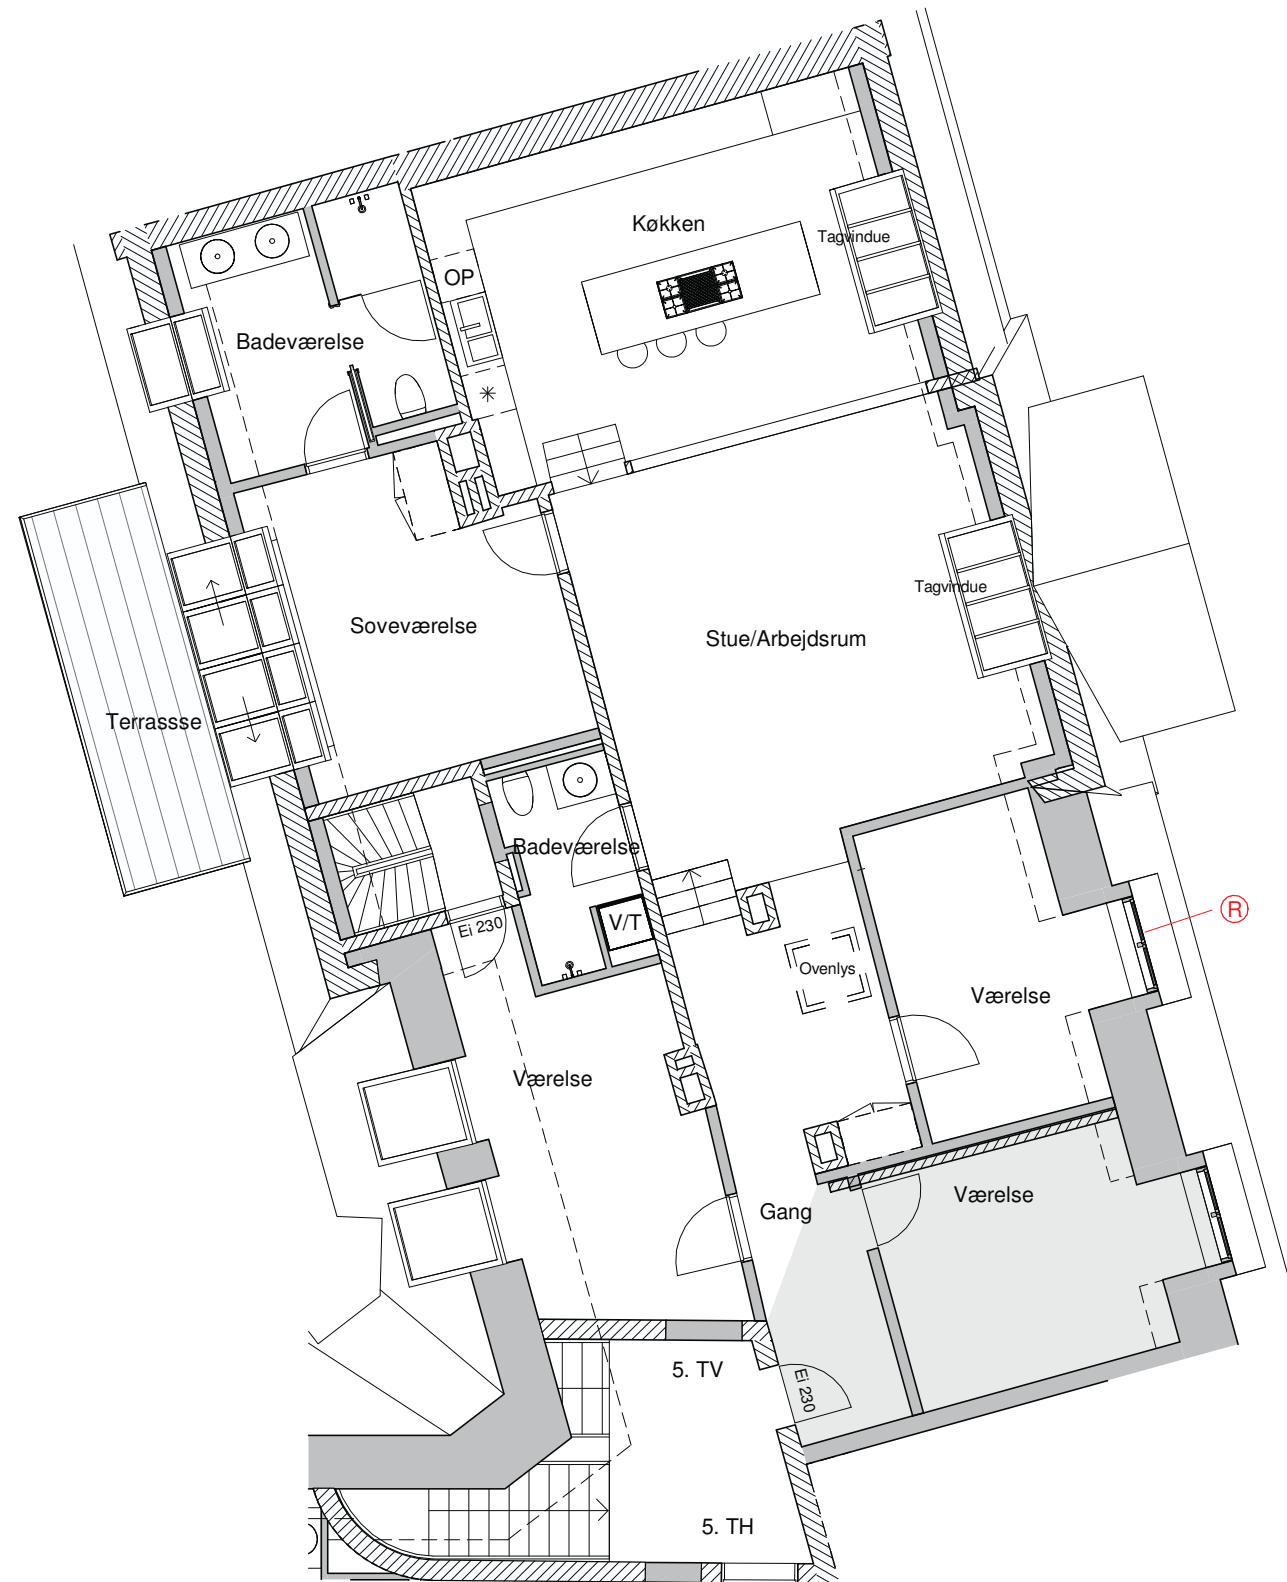 Køkken
Tagvindue
OP
Badeværelse
Tagvindue
Soveværelse
Stue/Arbejdsrum
Terrassse
Badeværelse
V/T
Ei 230
R
Ovenlys
Værelse
Værelse
Værelse
Gang
5. TV
Ei 230
5. TH